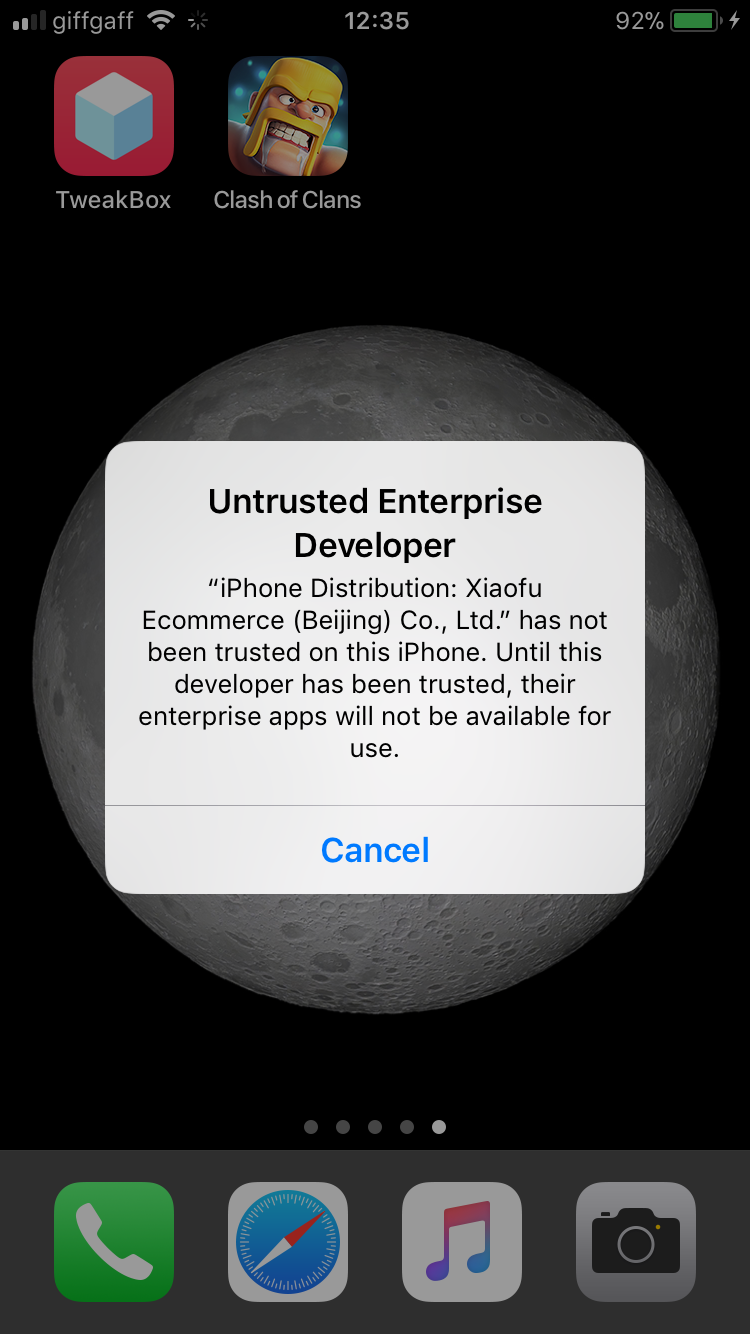 giffgaff 12:35 92%
TweakBox Clash of Clans
Untrusted Enterprise
Developer
“iPhone Distribution: Xiaofu
Ecommerce (Beijing) Co., Ltd.” has not
been trusted on this iPhone. Until this
developer has been trusted, their
enterprise apps will not be available for
use.
Cancel